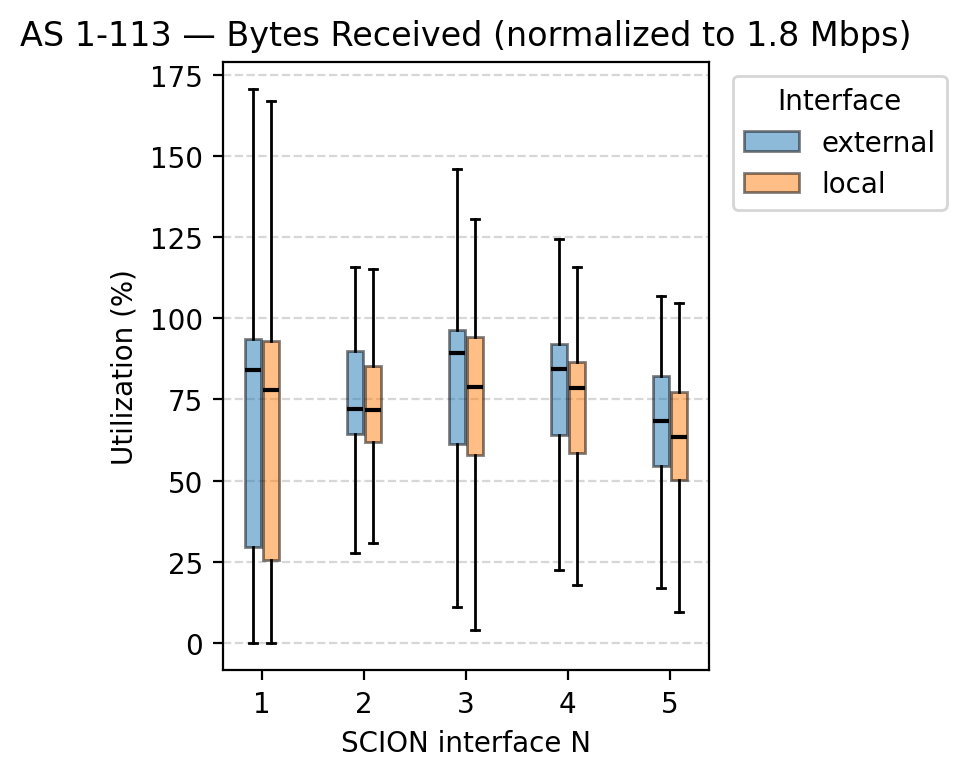 AS 1-113 — Bytes Received (normalized to 1.8 Mbps)
175
150
125
100
75
50
25
0
Utilization (%)
1 2 3 4 5
SCION interface N
Interface
external
local